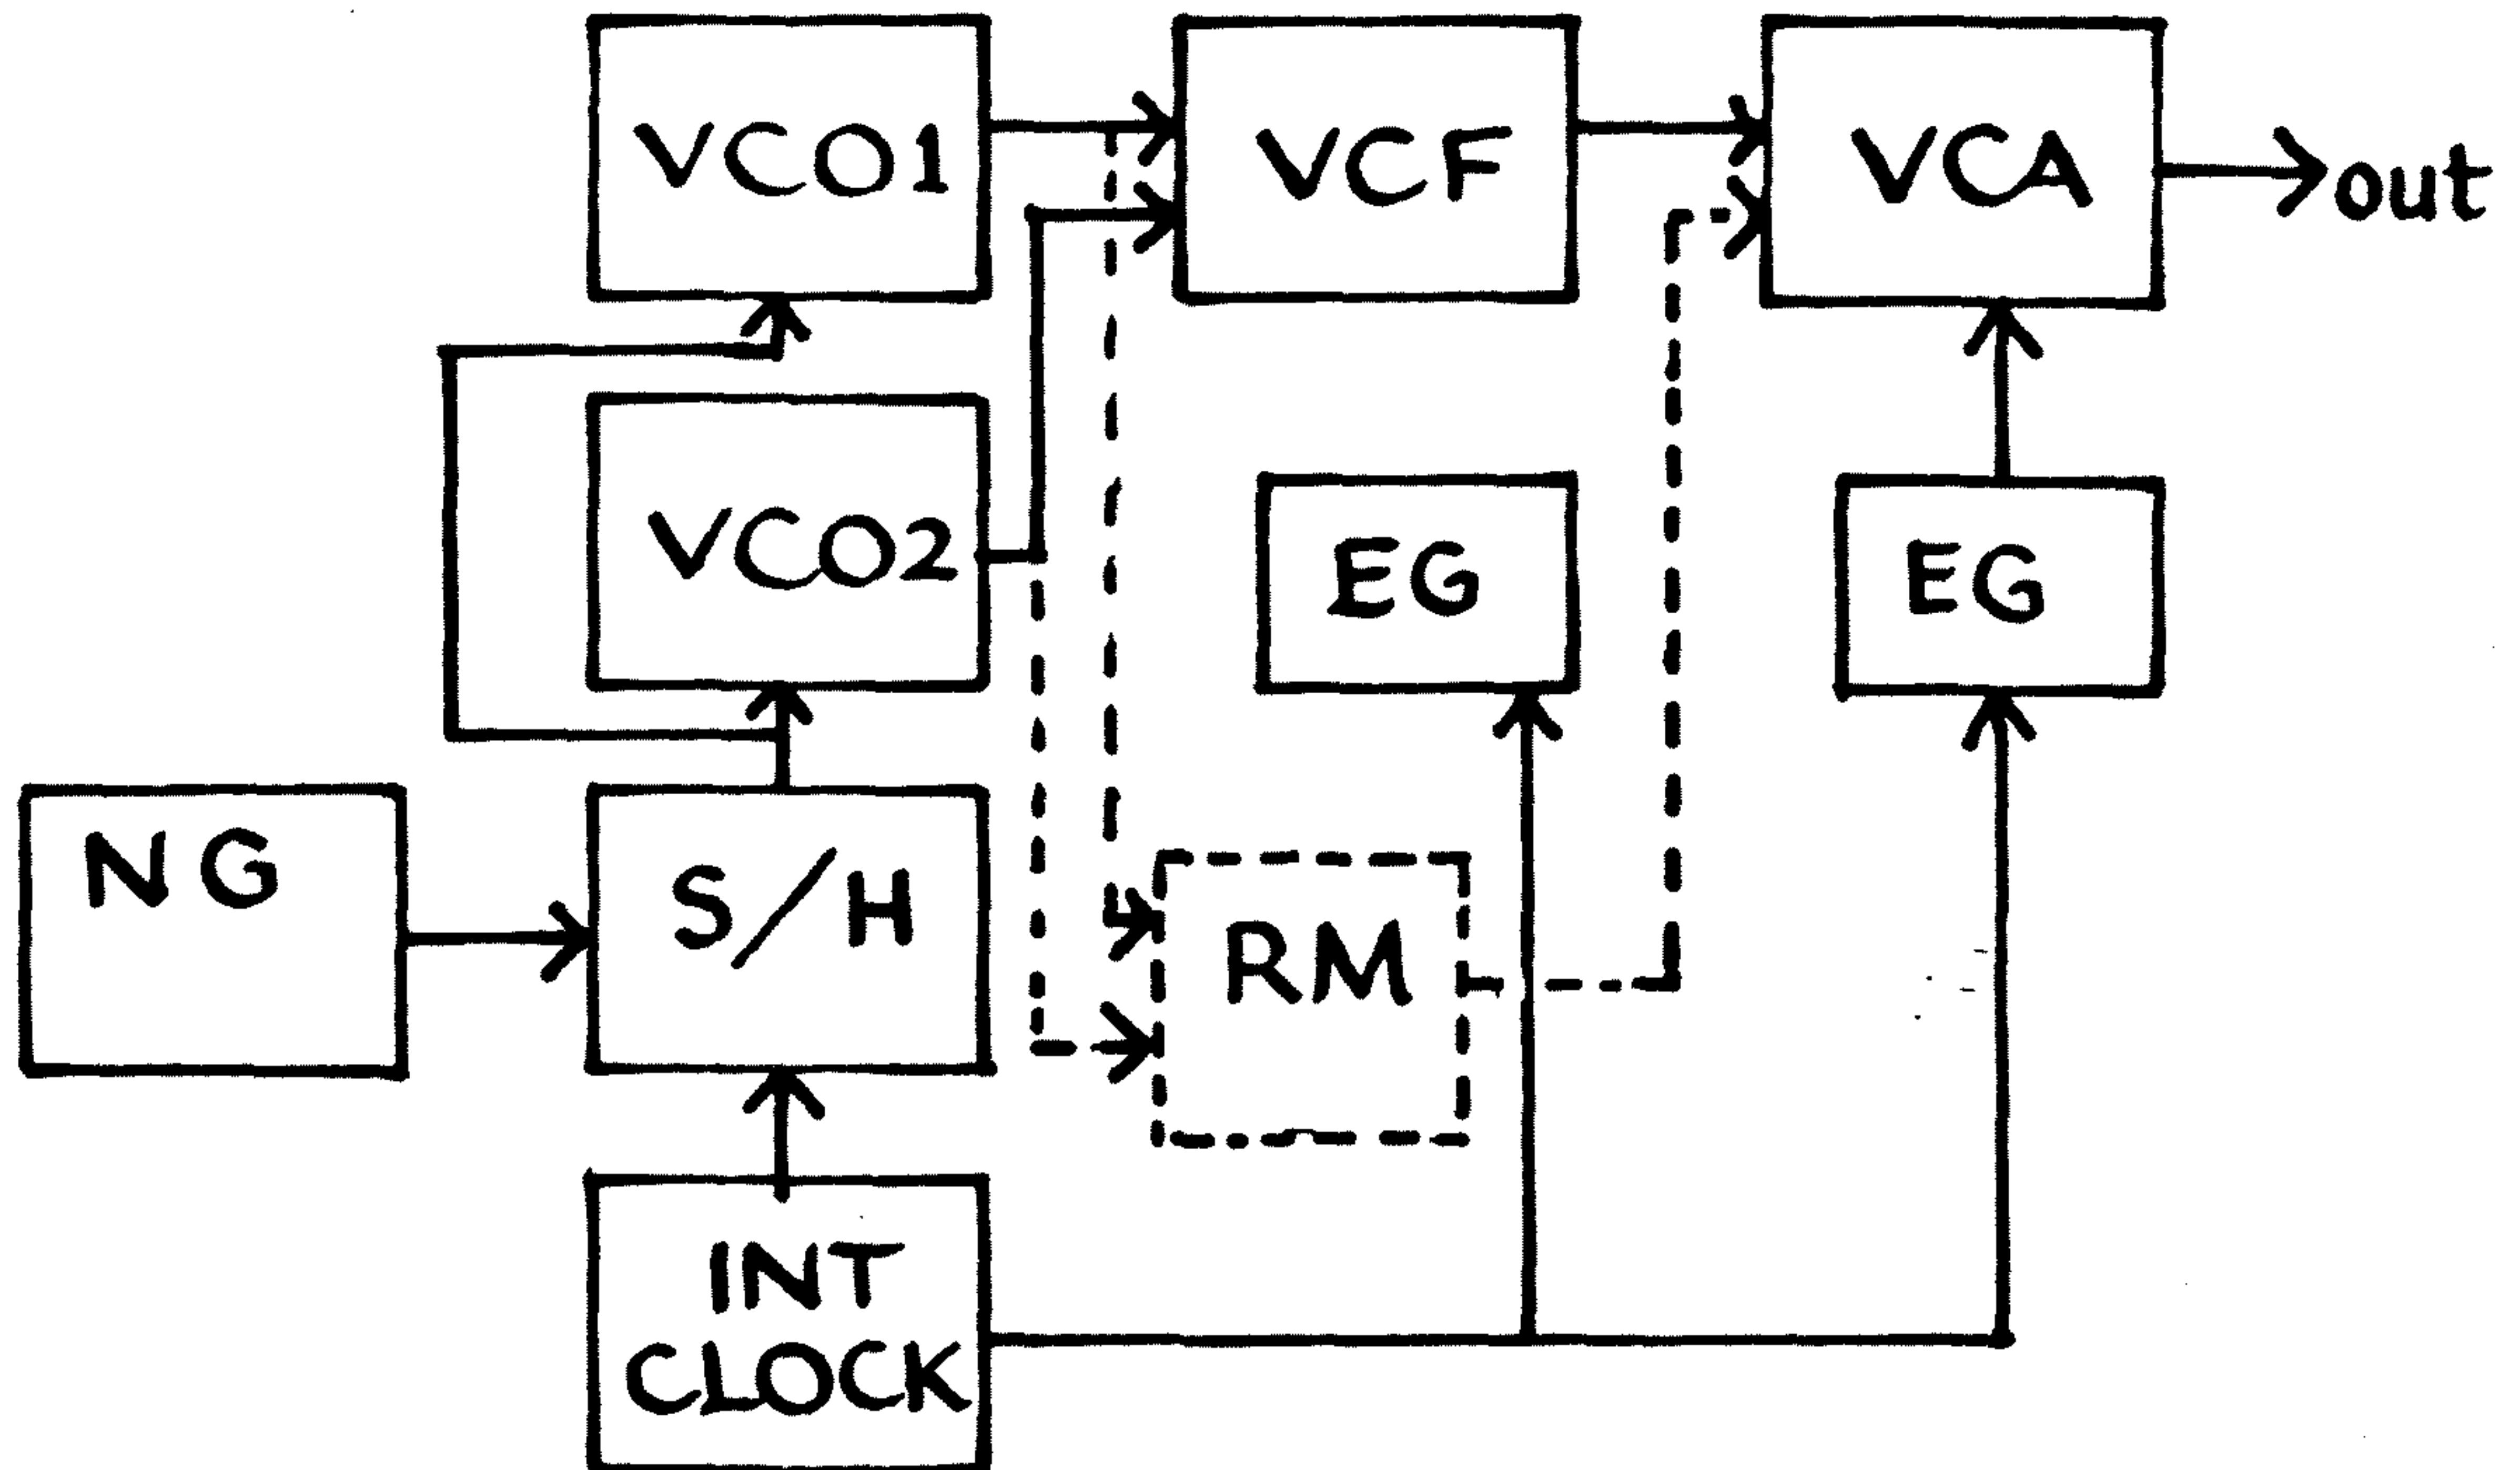 VCO1
VCF
VCA
out
VCO2
EG
EG
NG
S/H
RM
INT
CLOCK